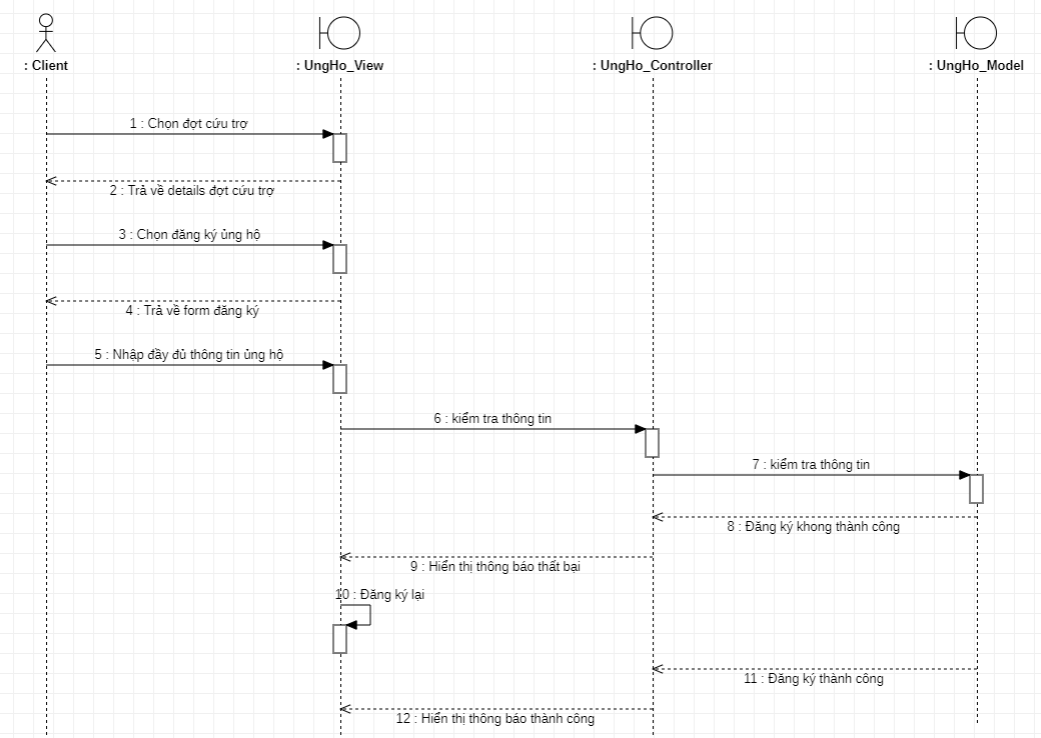 : Client
: UngHo_View
: UngHo_Controller
: UngHo_Model
1 : Chọn đợt cứu trợ
2 : Trả về details đợt cứu trợ
3 : Chọn đăng ký ủng hộ
4 : Trả về form đăng ký
5 : Nhập đầy đủ thông tin ủng hộ
6 : kiểm tra thông tin
7 : kiểm tra thông tin
8 : Đăng ký khong thành công
9 : Hiển thị thông báo thất bại
10 : Đăng ký lại
11 : Đăng ký thành công
12 : Hiển thị thông báo thành công